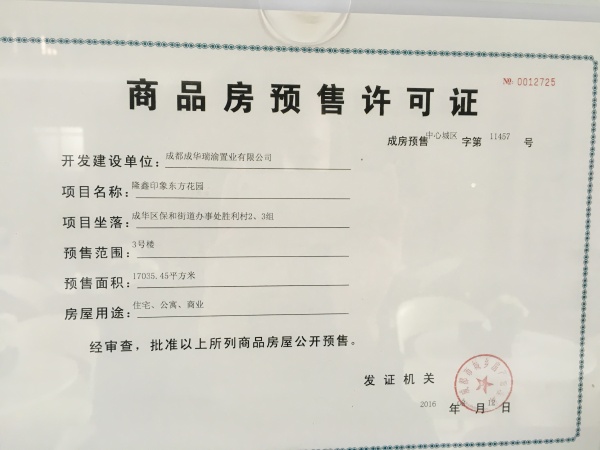 № 0012725
商品房预售许可证
成房预售中心城区字第 11457 号
开发建设单位：成都成华瑞渝置业有限公司
项目名称：隆鑫印象东方花园
项目坐落：成华区保和街道办事处胜利村2、3组
预售范围：3号楼
预售面积：17035.45平方米
房屋用途：住宅、公寓、商业
经审查，批准以上所列商品房屋公开预售。
发证机关
2016 年 月 12 日